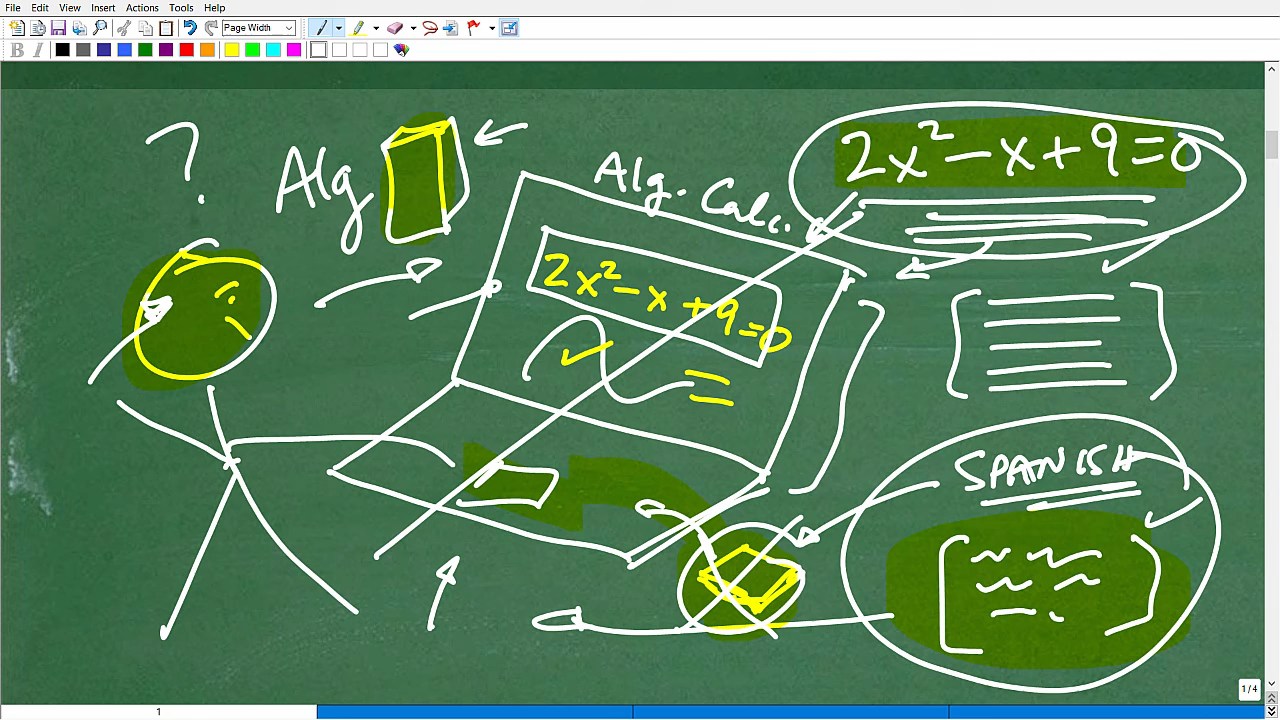 File Edit View Insert Actions Tools Help
Page Width
B I
?
Alg
Alg. Calc.
2x² - x + 9 = 0
2x² - x + 9 = 0
SPANISH
1/4
1